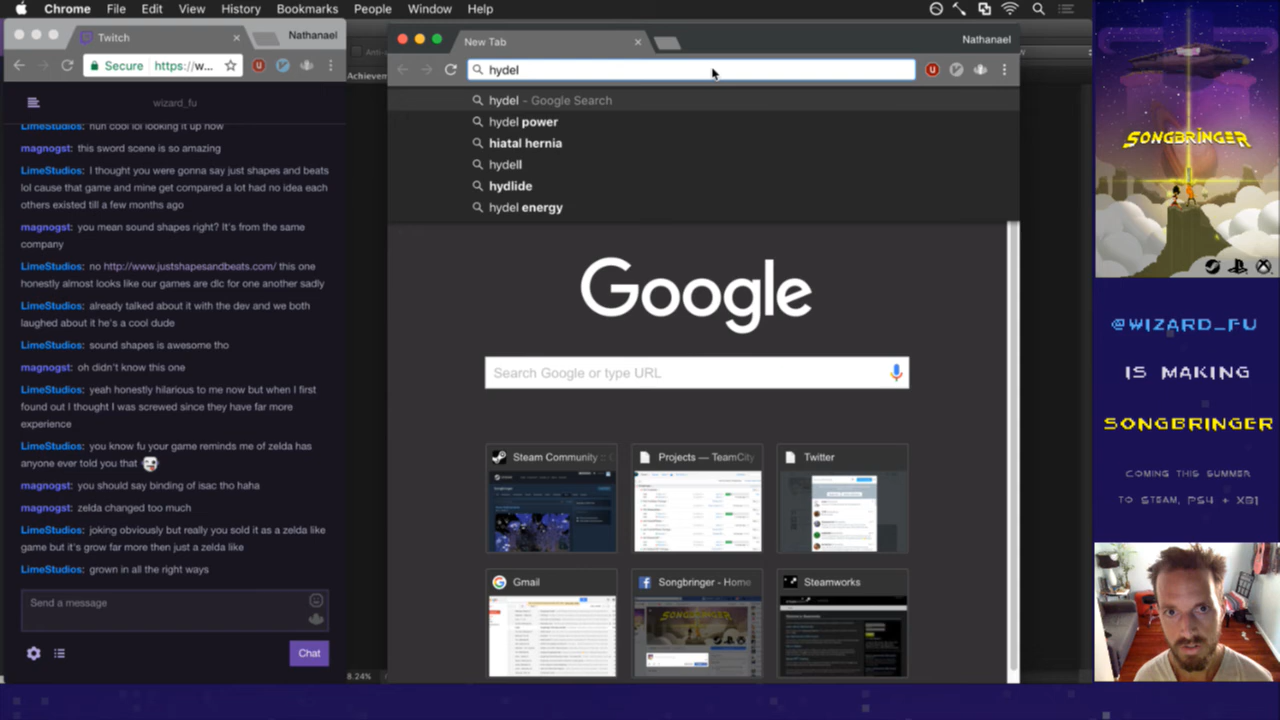 Chrome File Edit View History Bookmarks People Window Help
Twitch
Nathanael
Secure https://w...
wizard_fu
LimeStudios: huh cool lol looking it up now
magnogst: this sword scene is so amazing
LimeStudios: I thought you were gonna say just shapes and beats
lol cause that game and mine get compared a lot had no idea each
others existed till a few months ago
magnogst: you mean sound shapes right? It's from the same
company
LimeStudios: no http://www.justshapesandbeats.com/ this one
honestly almost looks like our games are dlc for one another sadly
LimeStudios: already talked about it with the dev and we both
laughed about it he's a cool dude
LimeStudios: sound shapes is awesome tho
magnogst: oh didn't know this one
LimeStudios: yeah honestly hilarious to me now but when I first
found out I thought I was screwed since they have far more
experience
LimeStudios: you know fu your game reminds me of zelda has
anyone ever told you that
magnogst: you should say binding of isac tho haha
magnogst: zelda changed too much
LimeStudios: joking obviously but really you sold it as a zelda like
game but it's grow far more then just a zelda like
LimeStudios: grown in all the right ways
Send a message
Chat
Achievem
8.24%
New Tab
Nathanael
hydel
hydel - Google Search
hydel power
hiatal hernia
hydell
hydlide
hydel energy
Google
Search Google or type URL
Steam Community ::
Projects — TeamCity
Twitter
Gmail
Songbringer - Home
Steamworks
SONGBRINGER
@WIZARD_FU
IS MAKING
SONGBRINGER
COMING THIS SUMMER
TO STEAM, PS4 + XB1